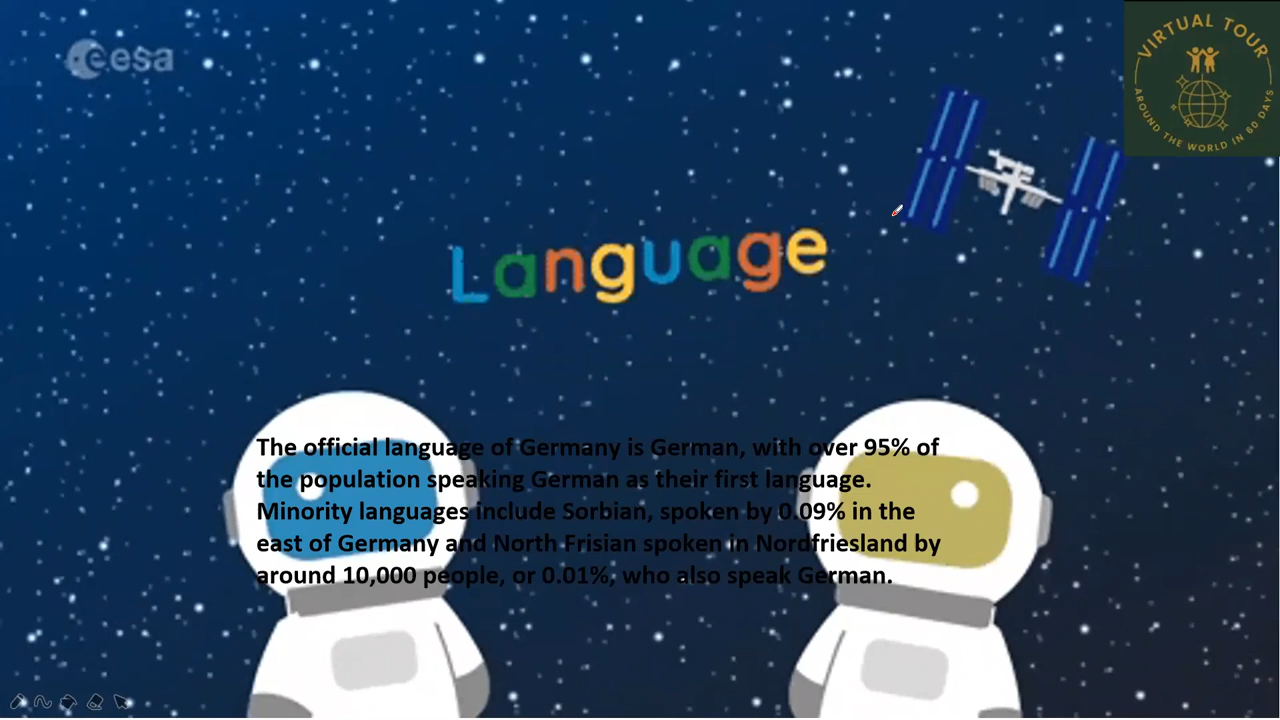 eesa
VIRTUAL TOUR
AROUND THE WORLD IN 60 DAYS
Language
The official language of Germany is German, with over 95% of
the population speaking German as their first language.
Minority languages include Sorbian, spoken by 0.09% in the
east of Germany and North Frisian spoken in Nordfriesland by
around 10,000 people, or 0.01%, who also speak German.